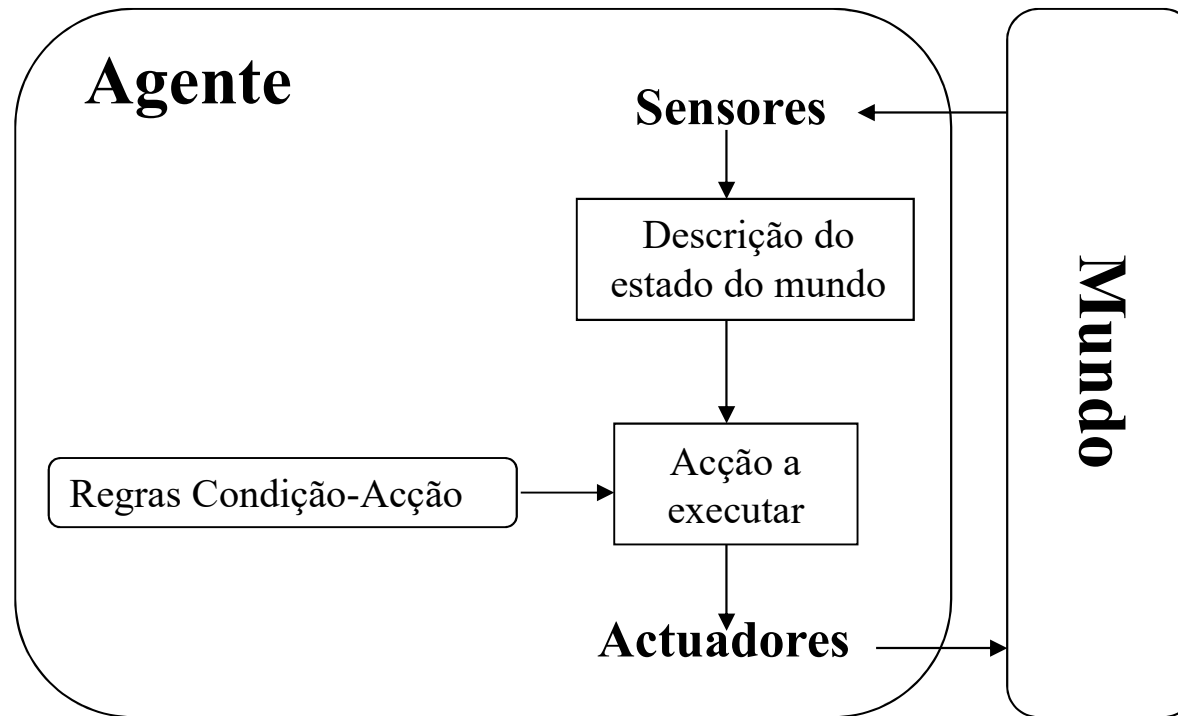 Agente
Sensores
Descrição do
estado do mundo
Mundo
Regras Condição-Acção
Acção a
executar
Actuadores